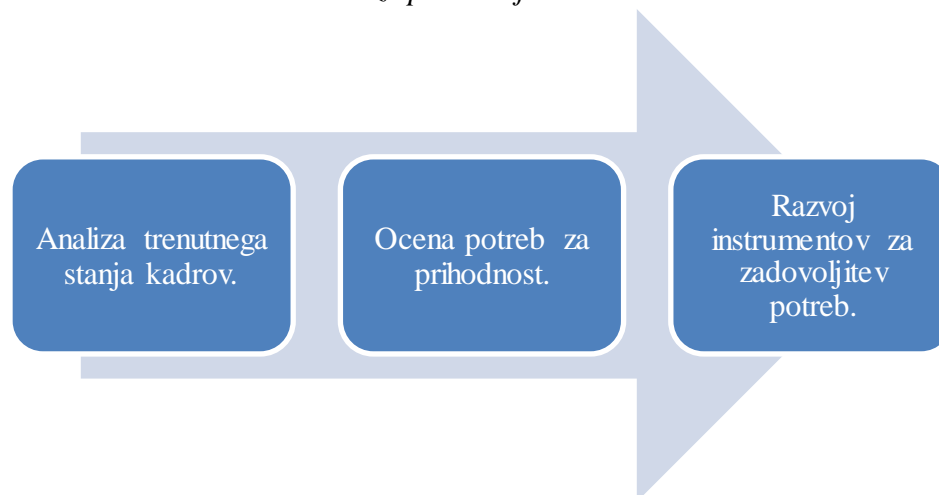 Analiza trenutnega
stanja kadrov.
Ocena potreb za
prihodnost.
Razvoj
instrumentov za
zadovoljitev
potreb.